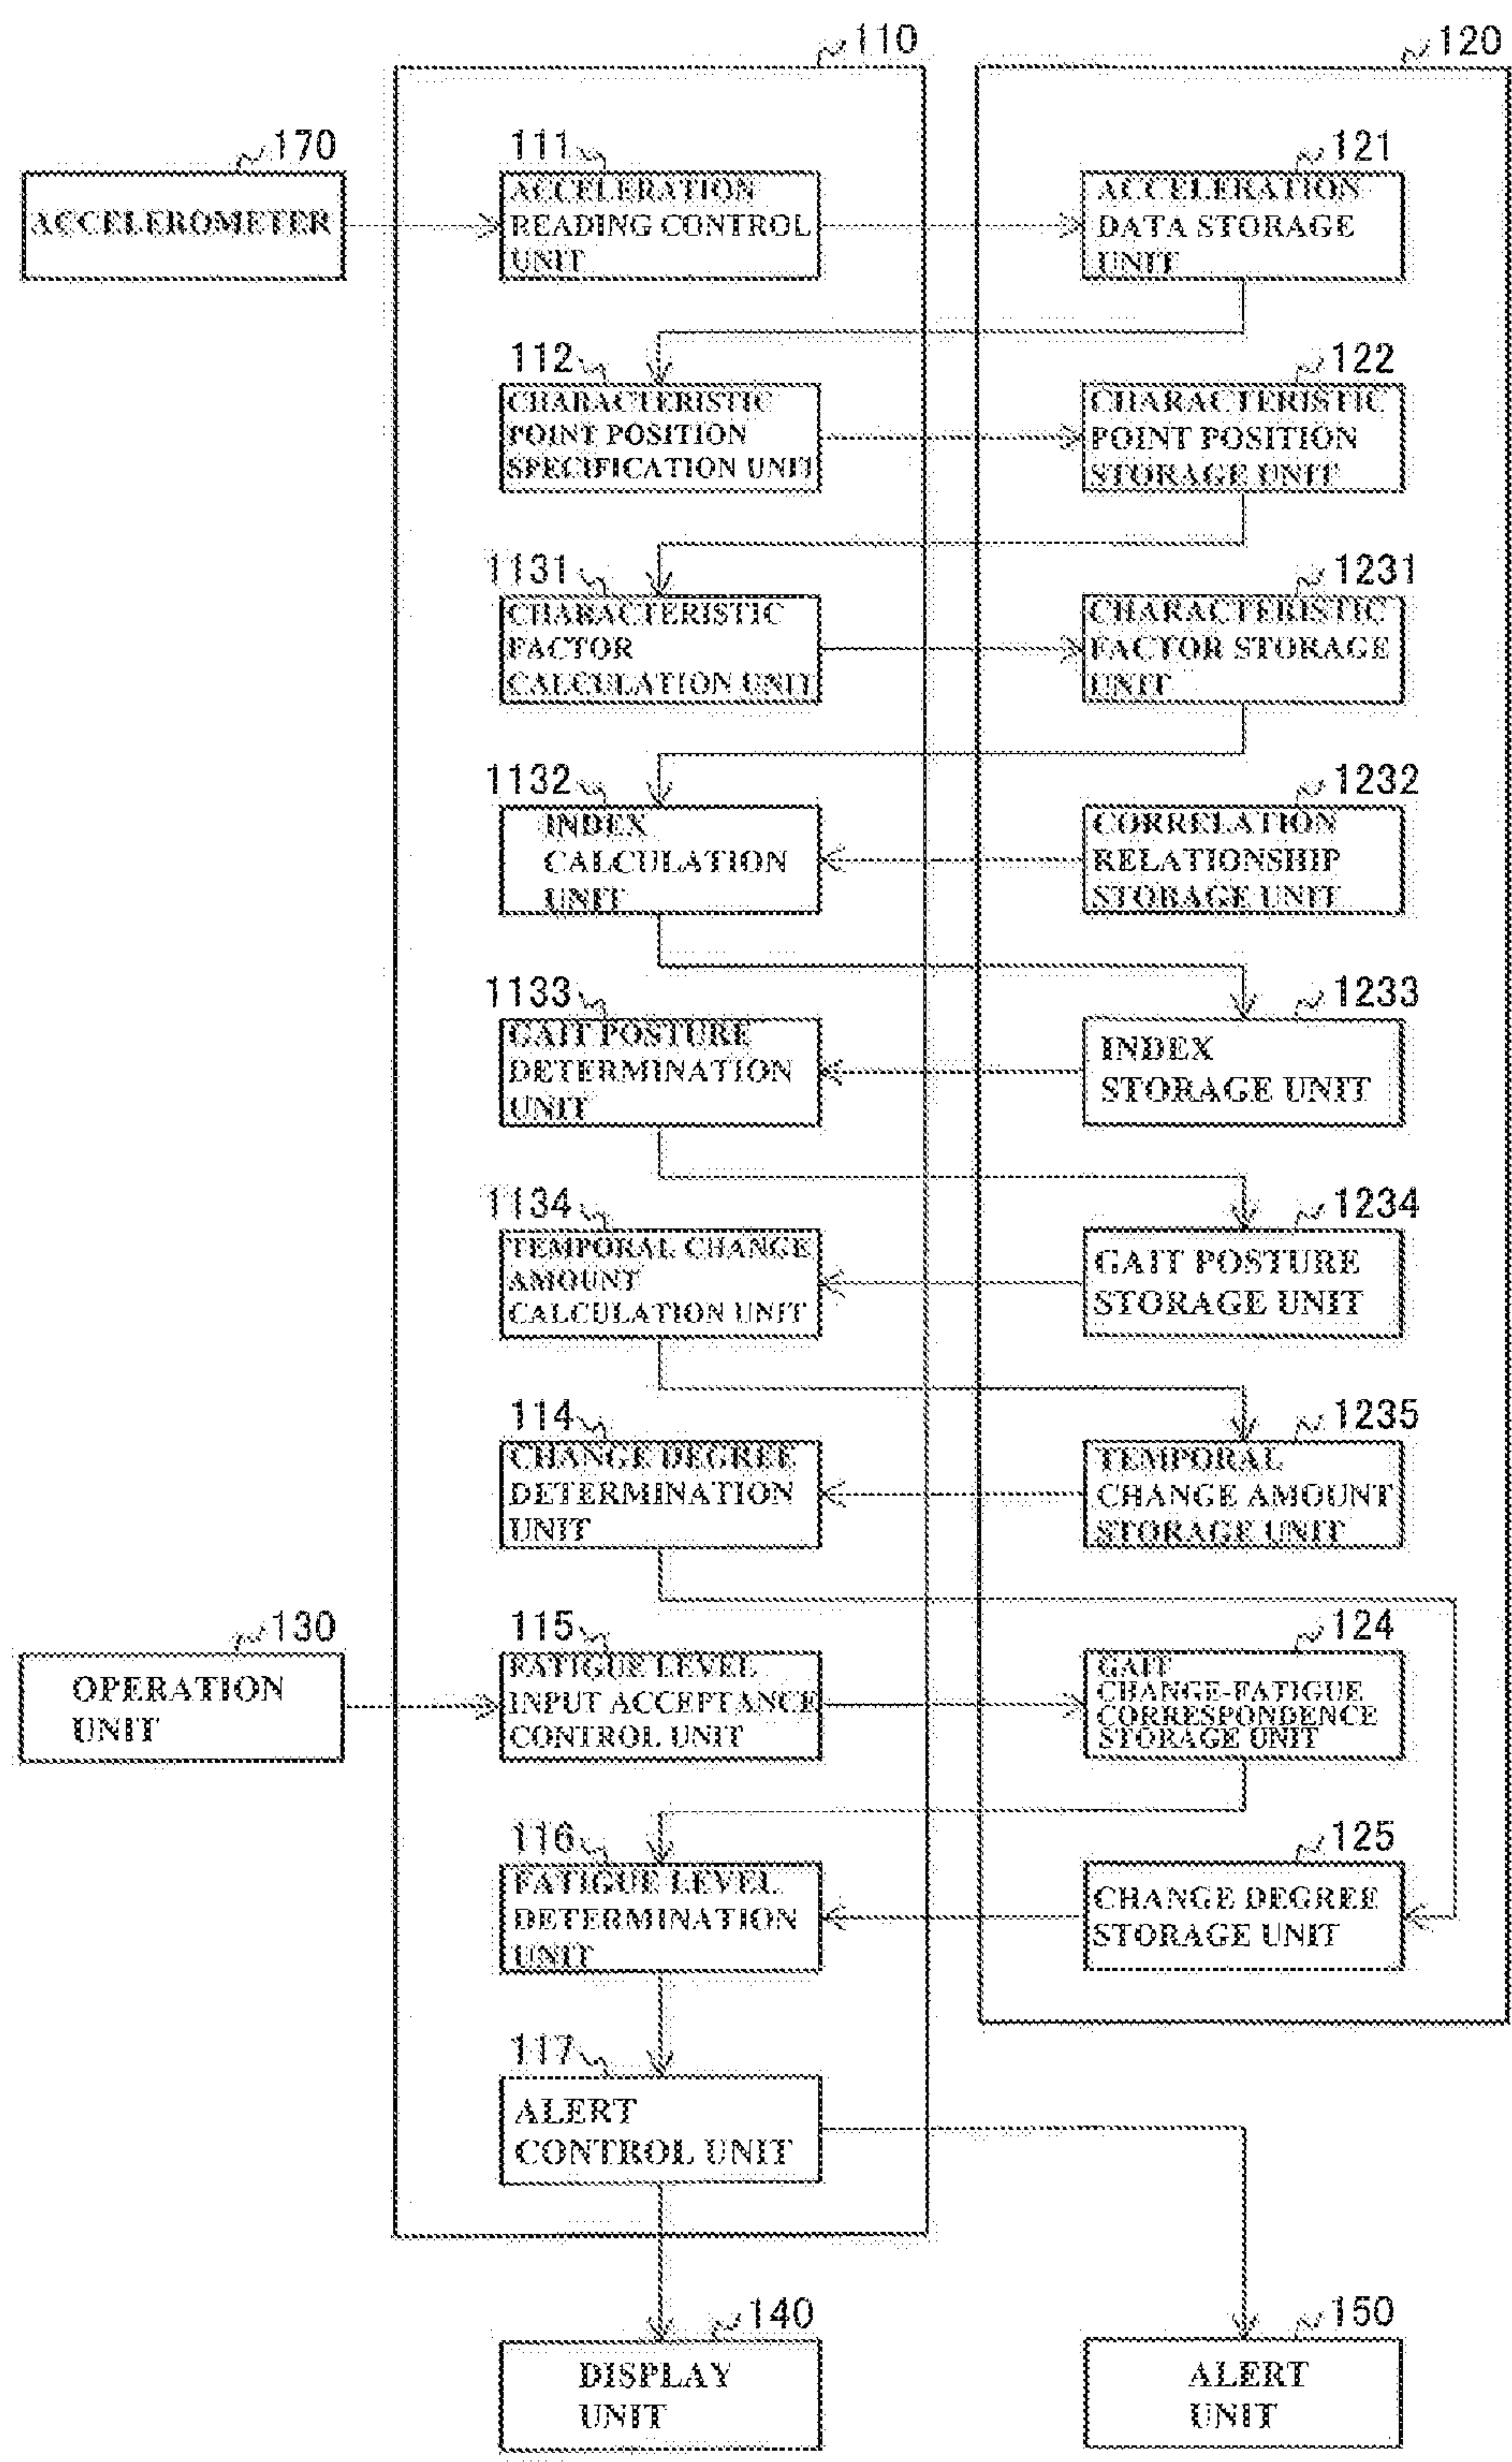 110
120
170
ACCELEROMETER
111
ACCELERATION
READING CONTROL
UNIT
121
ACCELERATION
DATA STORAGE
UNIT
112
CHARACTERISTIC
POINT POSITION
SPECIFICATION UNIT
122
CHARACTERISTIC
POINT POSITION
STORAGE UNIT
1131
CHARACTERISTIC
FACTOR
CALCULATION UNIT
1231
CHARACTERISTIC
FACTOR STORAGE
UNIT
1132
INDEX
CALCULATION
UNIT
1232
CORRELATION
RELATIONSHIP
STORAGE UNIT
1133
GAIT POSTURE
DETERMINATION
UNIT
1233
INDEX
STORAGE UNIT
1134
TEMPORAL CHANGE
AMOUNT
CALCULATION UNIT
1234
GAIT POSTURE
STORAGE UNIT
114
CHANGE DEGREE
DETERMINATION
UNIT
1235
TEMPORAL
CHANGE AMOUNT
STORAGE UNIT
130
OPERATION
UNIT
115
FATIGUE LEVEL
INPUT ACCEPTANCE
CONTROL UNIT
124
GAIT
CHANGE-FATIGUE
CORRESPONDENCE
STORAGE UNIT
116
FATIGUE LEVEL
DETERMINATION
UNIT
125
CHANGE DEGREE
STORAGE UNIT
117
ALERT
CONTROL UNIT
140
DISPLAY
UNIT
150
ALERT
UNIT